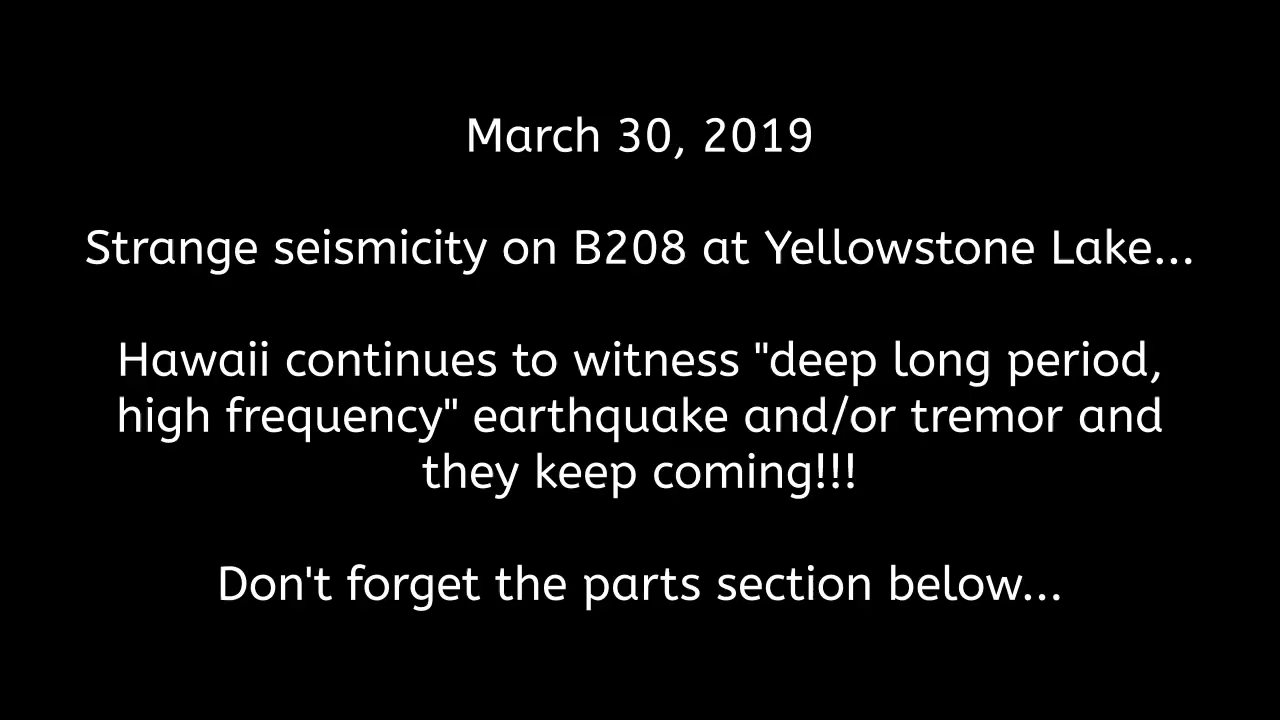 March 30, 2019
Strange seismicity on B208 at Yellowstone Lake...
Hawaii continues to witness "deep long period,
high frequency" earthquake and/or tremor and
they keep coming!!!
Don't forget the parts section below...